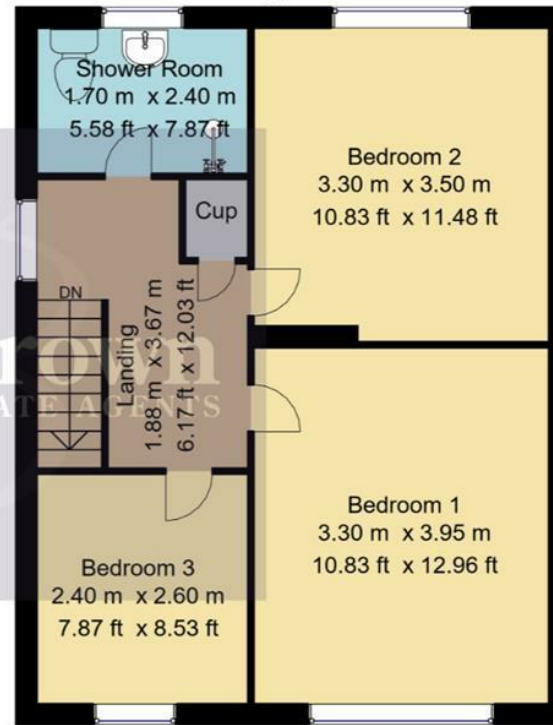 Shower Room
1.70 m x 2.40 m
5.58 ft x 7.87 ft
Bedroom 2
3.30 m x 3.50 m
10.83 ft x 11.48 ft
Cup
DN
Landing
1.88 m x 3.67 m
6.17 ft x 12.03 ft
rown
ATE AGENTS
Bedroom 1
3.30 m x 3.95 m
10.83 ft x 12.96 ft
Bedroom 3
2.40 m x 2.60 m
7.87 ft x 8.53 ft